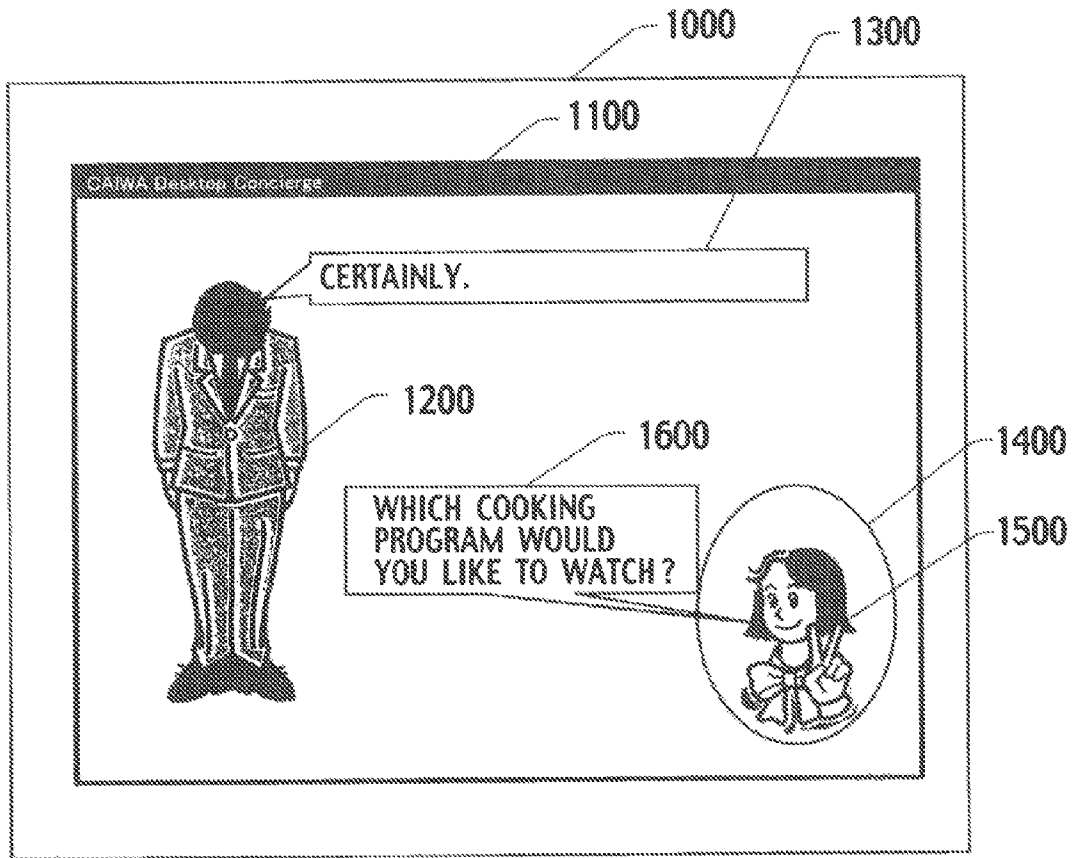 1000
1300
1100
CAIWA Desktop Concierge
CERTAINLY.
1200
1600
1400
WHICH COOKING
PROGRAM WOULD
YOU LIKE TO WATCH?
1500